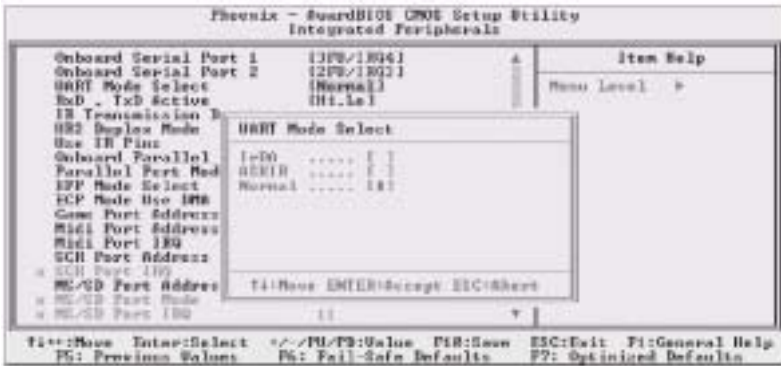 Phoenix - AwardBIOS CMOS Setup Utility
Integrated Peripherals
Onboard Serial Port 1 [3F8/IRQ4]
Onboard Serial Port 2 [2F8/IRQ3]
UART Mode Select [Normal]
RxD , TxD Active [Hi,Lo]
IR Transmission D
UR2 Duplex Mode
Use IR Pins
Onboard Parallel
Parallel Port Mod
EPP Mode Select
ECP Mode Use DMA
Game Port Address
Midi Port Address
Midi Port IRQ
SCR Port Address
x SCR Port IRQ
MS/SD Port Addres
x MS/SD Port Mode
x MS/SD Port IRQ 11
Item Help
Menu Level
UART Mode Select
IrDA ..... [ ]
ASKIR ..... [ ]
Normal ..... [■]
↑↓:Move ENTER:Accept ESC:Abort
↑↓→←:Move Enter:Select +/-/PU/PD:Value F10:Save ESC:Exit F1:General Help
F5: Previous Values F6: Fail-Safe Defaults F7: Optimized Defaults